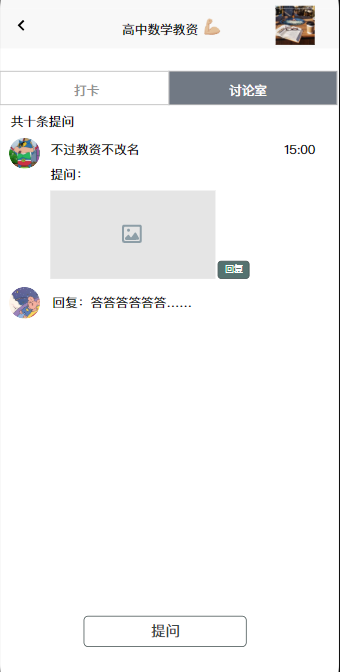 高中数学教资 💪🏼
打卡
讨论室
共十条提问
不过教资不改名
15:00
提问：
回复
回复：答答答答答答......
提问